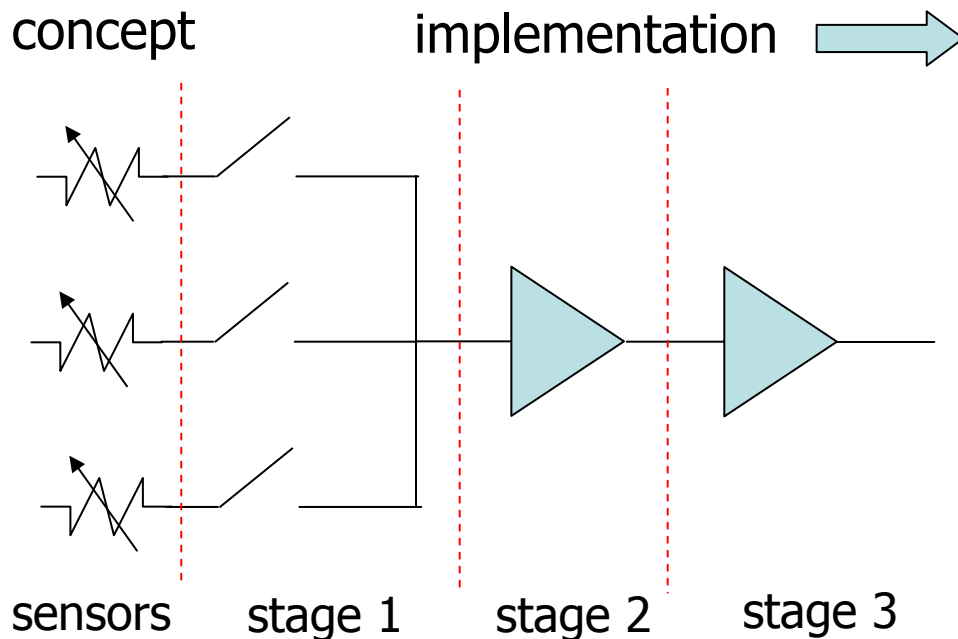 concept
implementation
sensors
stage 1
stage 2
stage 3